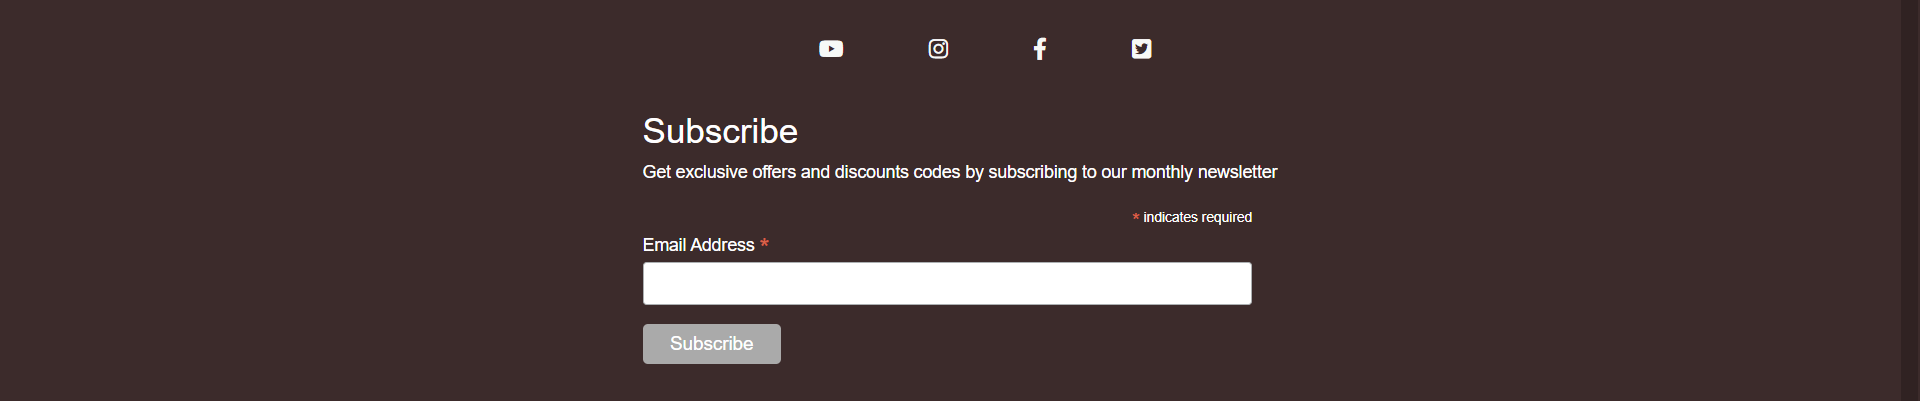 Subscribe
Get exclusive offers and discounts codes by subscribing to our monthly newsletter
* indicates required
Email Address *
Subscribe